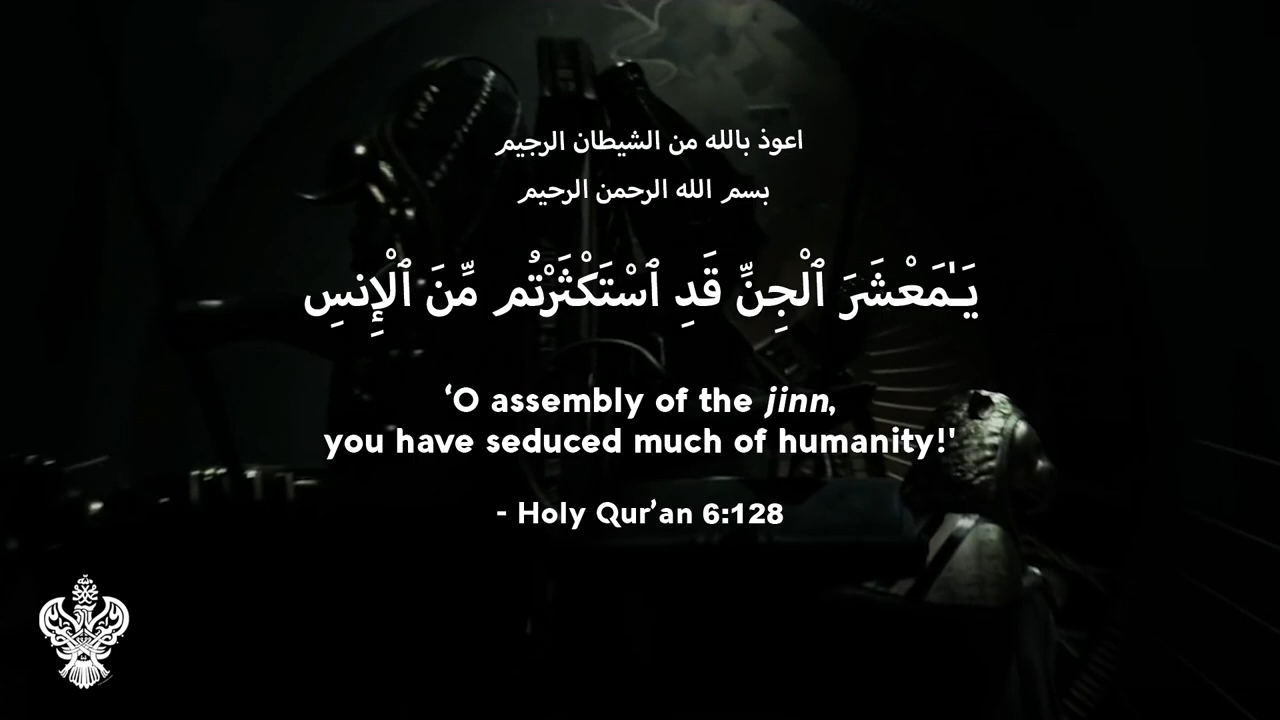 اعوذ بالله من الشيطان الرجيم
بسم الله الرحمن الرحيم
يَـٰمَعْشَرَ ٱلْجِنِّ قَدِ ٱسْتَكْثَرْتُم مِّنَ ٱلْإِنسِ
‘O assembly of the jinn,
you have seduced much of humanity!'
- Holy Qur’an 6:128